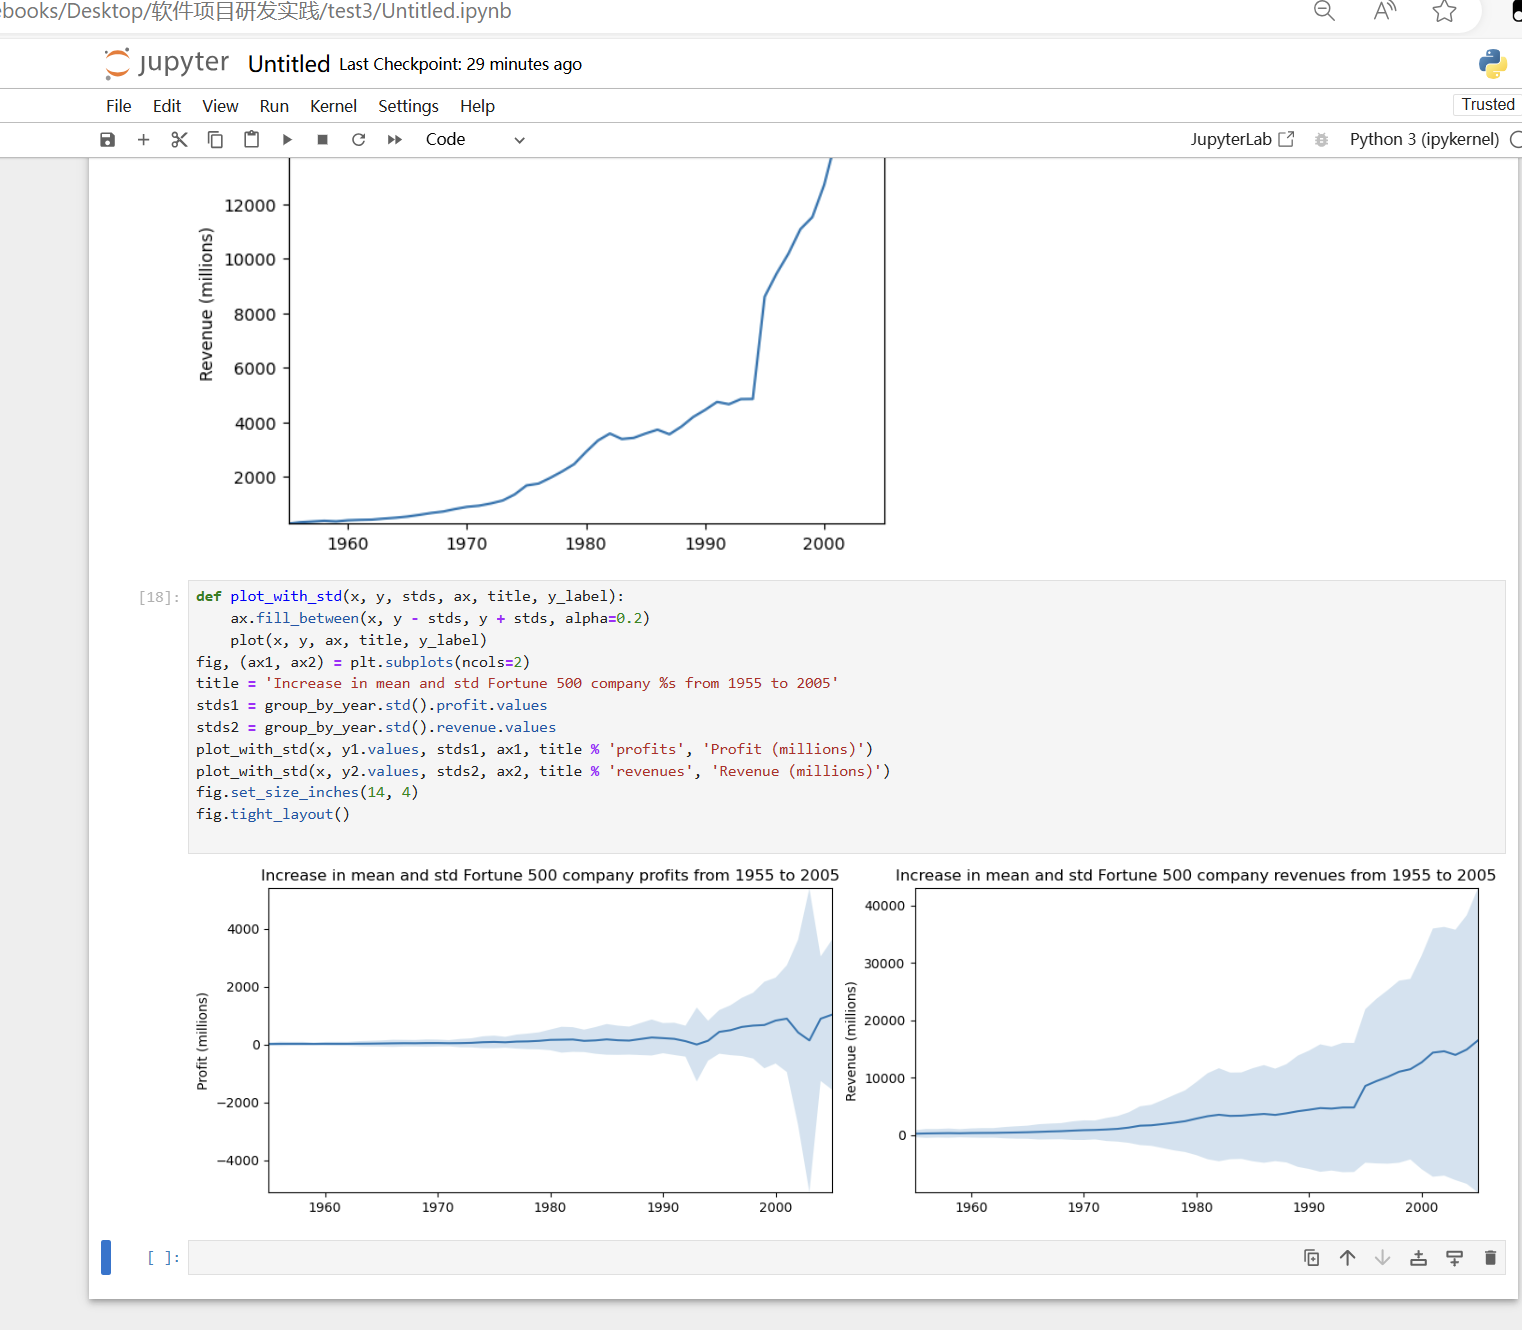 ebooks/Desktop/软件项目研发实践/test3/Untitled.ipynb
jupyter Untitled Last Checkpoint: 29 minutes ago
File Edit View Run Kernel Settings Help
Trusted
Code
JupyterLab
Python 3 (ipykernel)
12000
10000
8000
6000
4000
2000
Revenue (millions)
1960 1970 1980 1990 2000
[18]:
def plot_with_std(x, y, stds, ax, title, y_label):
    ax.fill_between(x, y - stds, y + stds, alpha=0.2)
    plot(x, y, ax, title, y_label)
fig, (ax1, ax2) = plt.subplots(ncols=2)
title = 'Increase in mean and std Fortune 500 company %s from 1955 to 2005'
stds1 = group_by_year.std().profit.values
stds2 = group_by_year.std().revenue.values
plot_with_std(x, y1.values, stds1, ax1, title % 'profits', 'Profit (millions)')
plot_with_std(x, y2.values, stds2, ax2, title % 'revenues', 'Revenue (millions)')
fig.set_size_inches(14, 4)
fig.tight_layout()
Increase in mean and std Fortune 500 company profits from 1955 to 2005
4000
2000
0
−2000
−4000
Profit (millions)
1960 1970 1980 1990 2000
Increase in mean and std Fortune 500 company revenues from 1955 to 2005
40000
30000
20000
10000
0
Revenue (millions)
1960 1970 1980 1990 2000
[ ]: